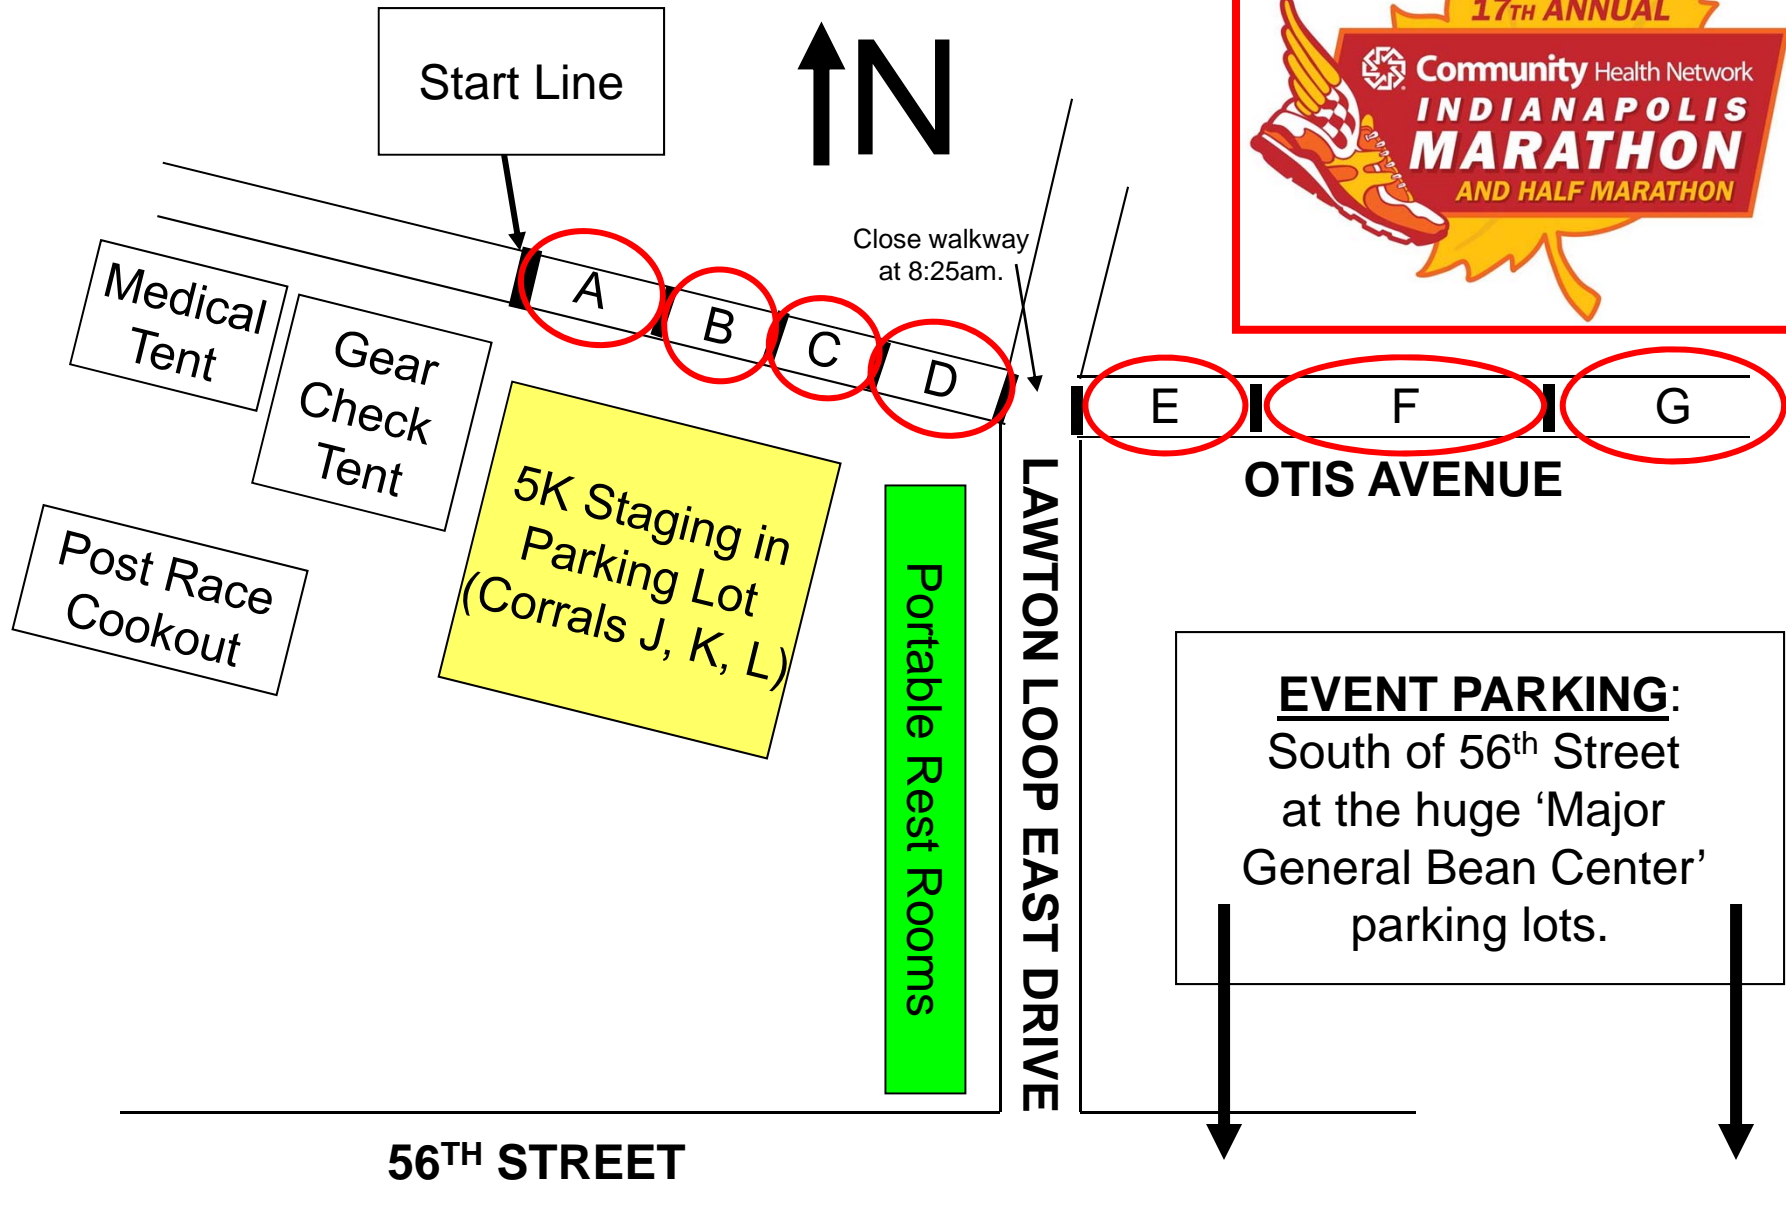 17TH ANNUAL
Community Health Network
INDIANAPOLIS
MARATHON
AND HALF MARATHON
Start Line
N
Close walkway
at 8:25am.
A
B
C
D
E
F
G
OTIS AVENUE
Medical
Tent
Gear
Check
Tent
5K Staging in
Parking Lot
(Corrals J, K, L)
Post Race
Cookout
Portable Rest Rooms
LAWTON LOOP EAST DRIVE
EVENT PARKING:
South of 56th Street
at the huge ‘Major
General Bean Center’
parking lots.
56TH STREET